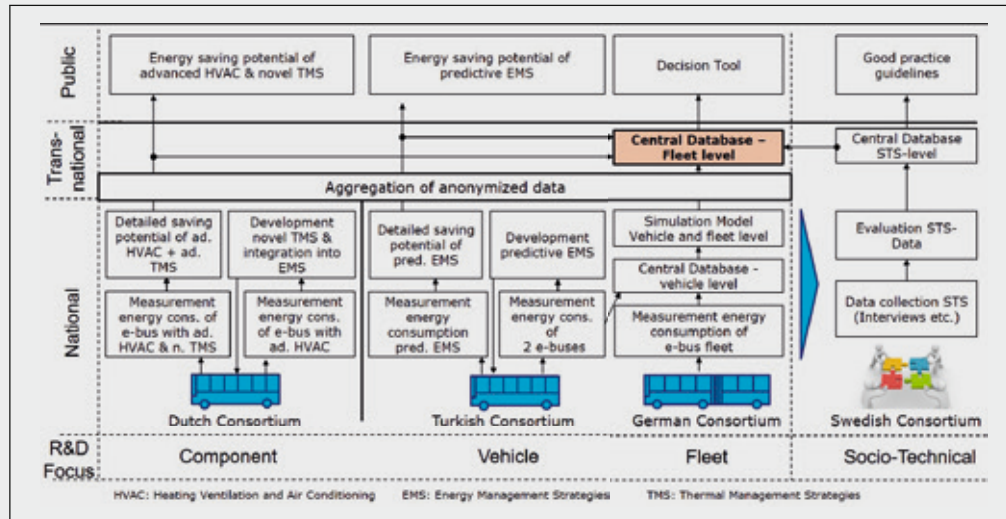 Public
Energy saving potential of
advanced HVAC & novel TMS
Energy saving potential of
predictive EMS
Decision Tool
Good practice
guidelines
Trans-
national
Central Database –
Fleet level
Central Database
STS-level
Aggregation of anonymized data
National
Detailed saving
potential of ad.
HVAC + ad.
TMS
Development
novel TMS &
integration into
EMS
Detailed saving
potential of
pred. EMS
Development
predictive EMS
Simulation Model
Vehicle and fleet level
Evaluation STS-
Data
Central Database -
vehicle level
Measurement
energy cons. of
e-bus with ad.
HVAC & n. TMS
Measurement
energy cons.
of e-bus with
ad. HVAC
Measurement
energy
consumption
pred. EMS
Measurement
energy cons.
of
2 e-buses
Measurement energy
consumption of
e-bus fleet
Data collection STS
(Interviews etc.)
Dutch Consortium
Turkish Consortium
German Consortium
Swedish Consortium
R&D
Focus
Component
Vehicle
Fleet
Socio-Technical
HVAC: Heating Ventilation and Air Conditioning
EMS: Energy Management Strategies
TMS: Thermal Management Strategies